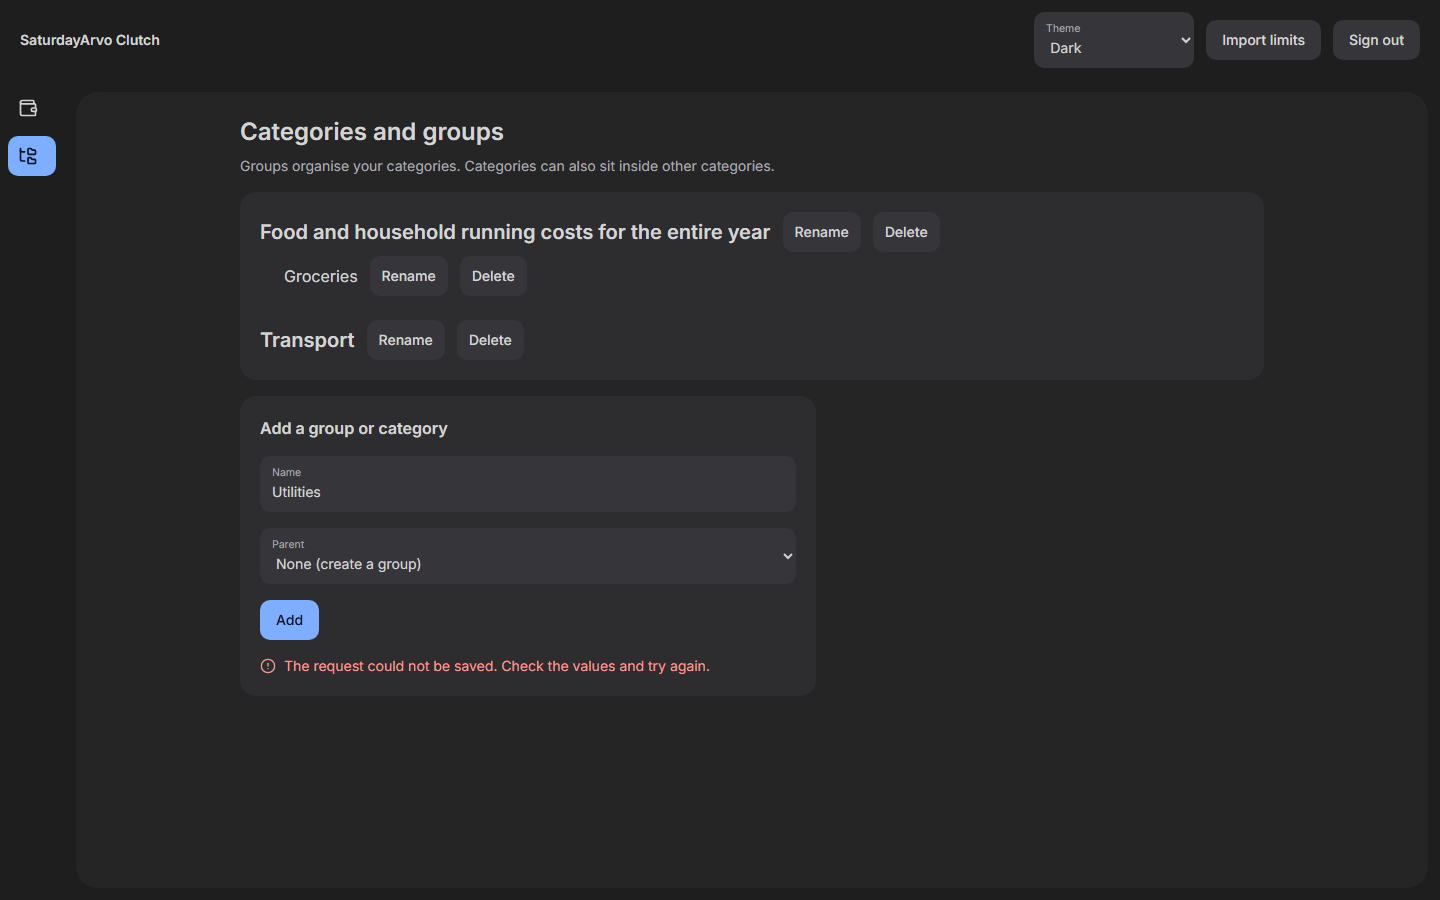 SaturdayArvo Clutch
Theme
Dark
Import limits
Sign out
Categories and groups
Groups organise your categories. Categories can also sit inside other categories.
Food and household running costs for the entire year Rename Delete
Groceries Rename Delete
Transport Rename Delete
Add a group or category
Name
Utilities
Parent
None (create a group)
Add
The request could not be saved. Check the values and try again.